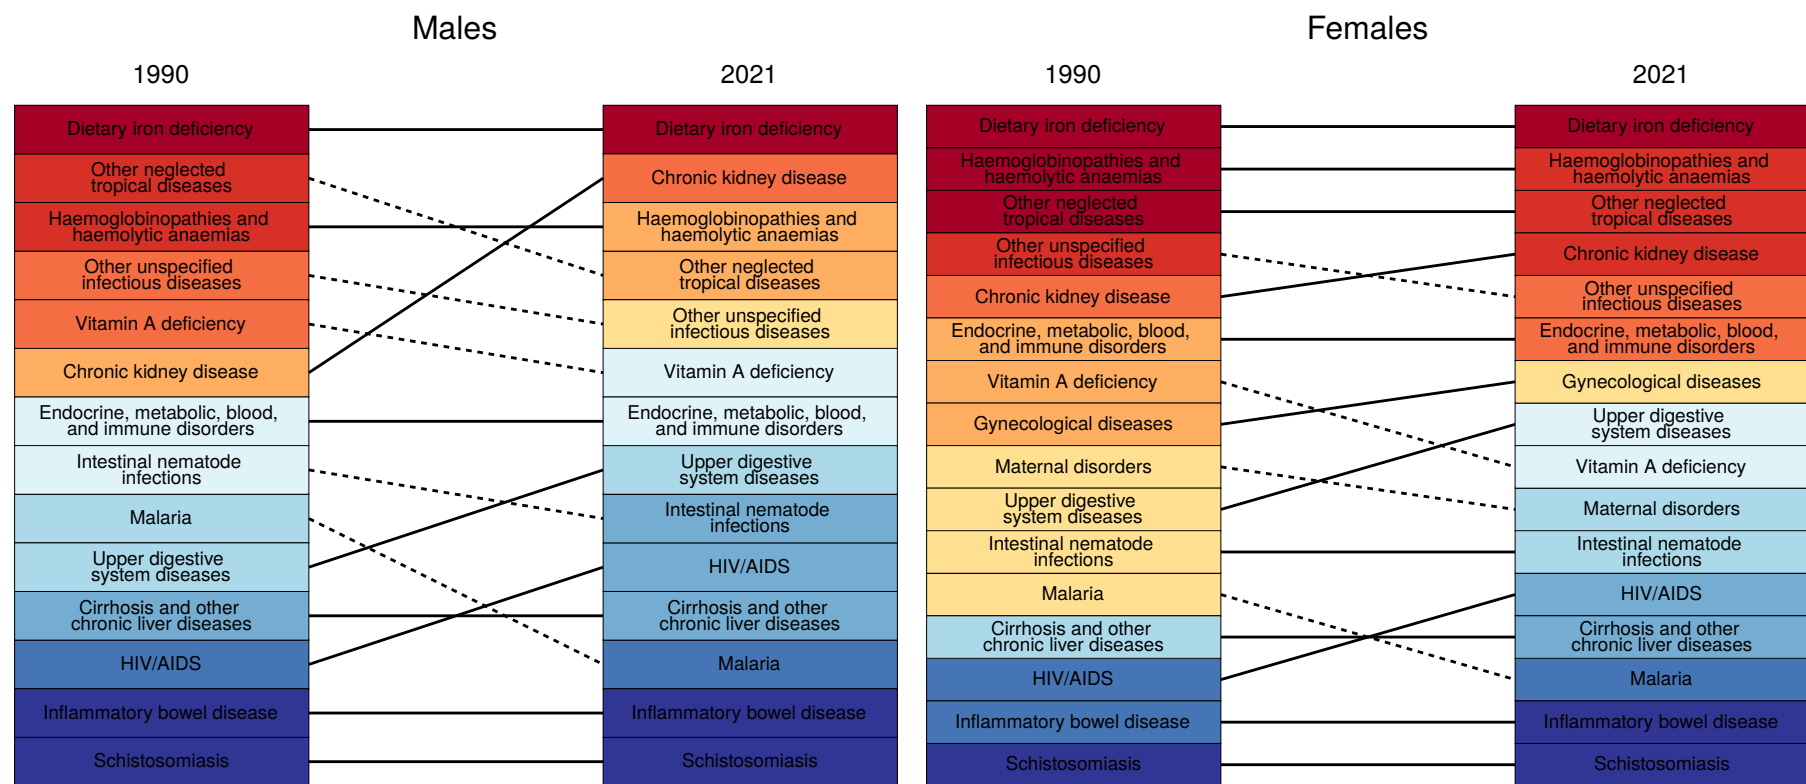 Males
1990
2021
Dietary iron deficiency
Other neglected
tropical diseases
Haemoglobinopathies and
haemolytic anaemias
Other unspecified
infectious diseases
Vitamin A deficiency
Chronic kidney disease
Endocrine, metabolic, blood,
and immune disorders
Intestinal nematode
infections
Malaria
Upper digestive
system diseases
Cirrhosis and other
chronic liver diseases
HIV/AIDS
Inflammatory bowel disease
Schistosomiasis
Dietary iron deficiency
Chronic kidney disease
Haemoglobinopathies and
haemolytic anaemias
Other neglected
tropical diseases
Other unspecified
infectious diseases
Vitamin A deficiency
Endocrine, metabolic, blood,
and immune disorders
Upper digestive
system diseases
Intestinal nematode
infections
HIV/AIDS
Cirrhosis and other
chronic liver diseases
Malaria
Inflammatory bowel disease
Schistosomiasis
Females
1990
2021
Dietary iron deficiency
Haemoglobinopathies and
haemolytic anaemias
Other neglected
tropical diseases
Other unspecified
infectious diseases
Chronic kidney disease
Endocrine, metabolic, blood,
and immune disorders
Vitamin A deficiency
Gynecological diseases
Maternal disorders
Upper digestive
system diseases
Intestinal nematode
infections
Malaria
Cirrhosis and other
chronic liver diseases
HIV/AIDS
Inflammatory bowel disease
Schistosomiasis
Dietary iron deficiency
Haemoglobinopathies and
haemolytic anaemias
Other neglected
tropical diseases
Chronic kidney disease
Other unspecified
infectious diseases
Endocrine, metabolic, blood,
and immune disorders
Gynecological diseases
Upper digestive
system diseases
Vitamin A deficiency
Maternal disorders
Intestinal nematode
infections
HIV/AIDS
Cirrhosis and other
chronic liver diseases
Malaria
Inflammatory bowel disease
Schistosomiasis